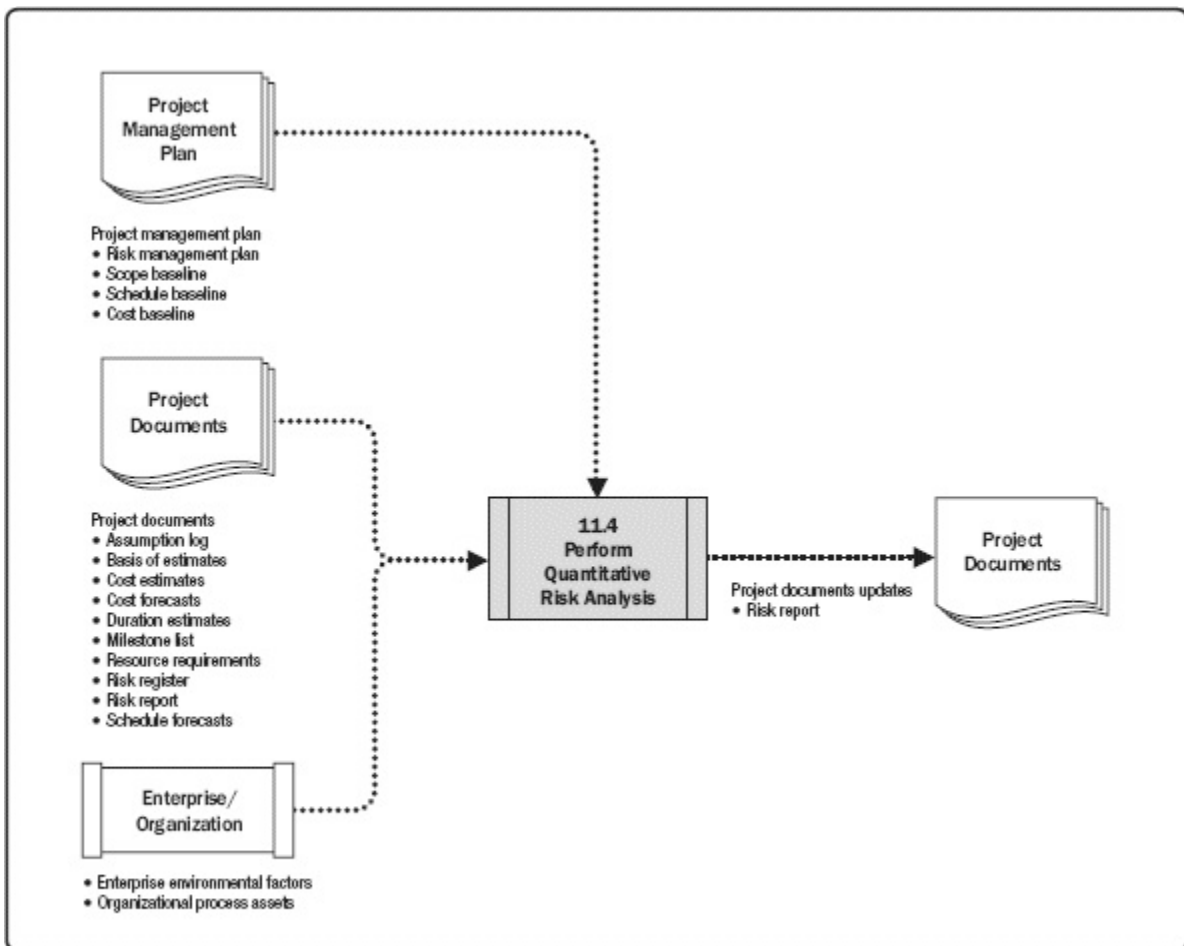 Project
Management
Plan
Project management plan
• Risk management plan
• Scope baseline
• Schedule baseline
• Cost baseline
Project
Documents
Project documents
• Assumption log
• Basis of estimates
• Cost estimates
• Cost forecasts
• Duration estimates
• Milestone list
• Resource requirements
• Risk register
• Risk report
• Schedule forecasts
Enterprise/
Organization
• Enterprise environmental factors
• Organizational process assets
11.4
Perform
Quantitative
Risk Analysis
Project documents updates
• Risk report
Project
Documents